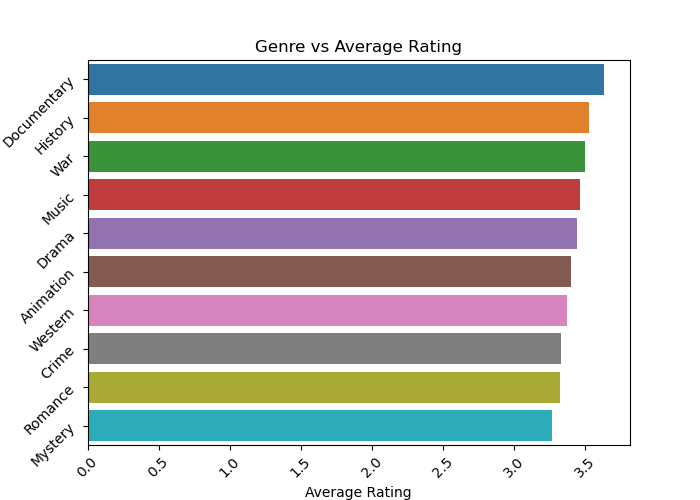 Genre vs Average Rating
Documentary
History
War
Music
Drama
Animation
Western
Crime
Romance
Mystery
0.0 0.5 1.0 1.5 2.0 2.5 3.0 3.5
Average Rating